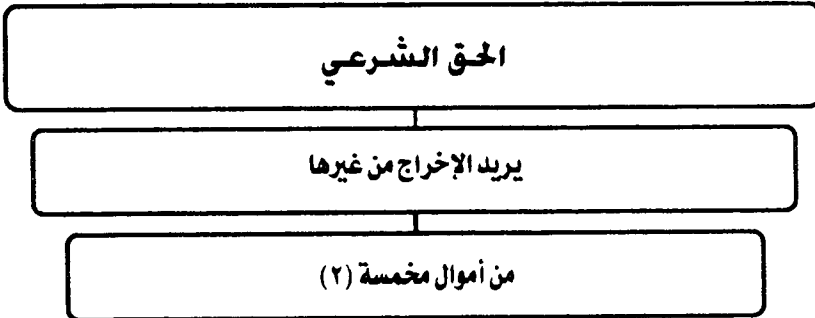 الحق الشرعي
يريد الإخراج من غيرها
من أموال مخمسة (٢)